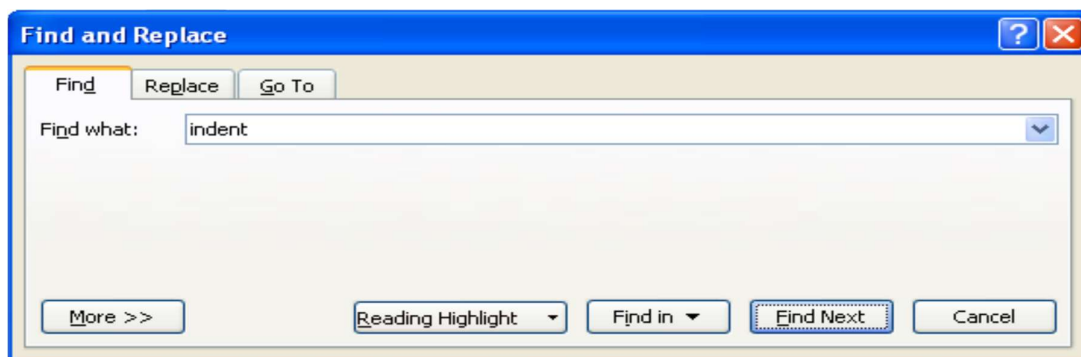 Find and Replace
Find Replace Go To
Find what: indent
More >> Reading Highlight Find in Find Next Cancel